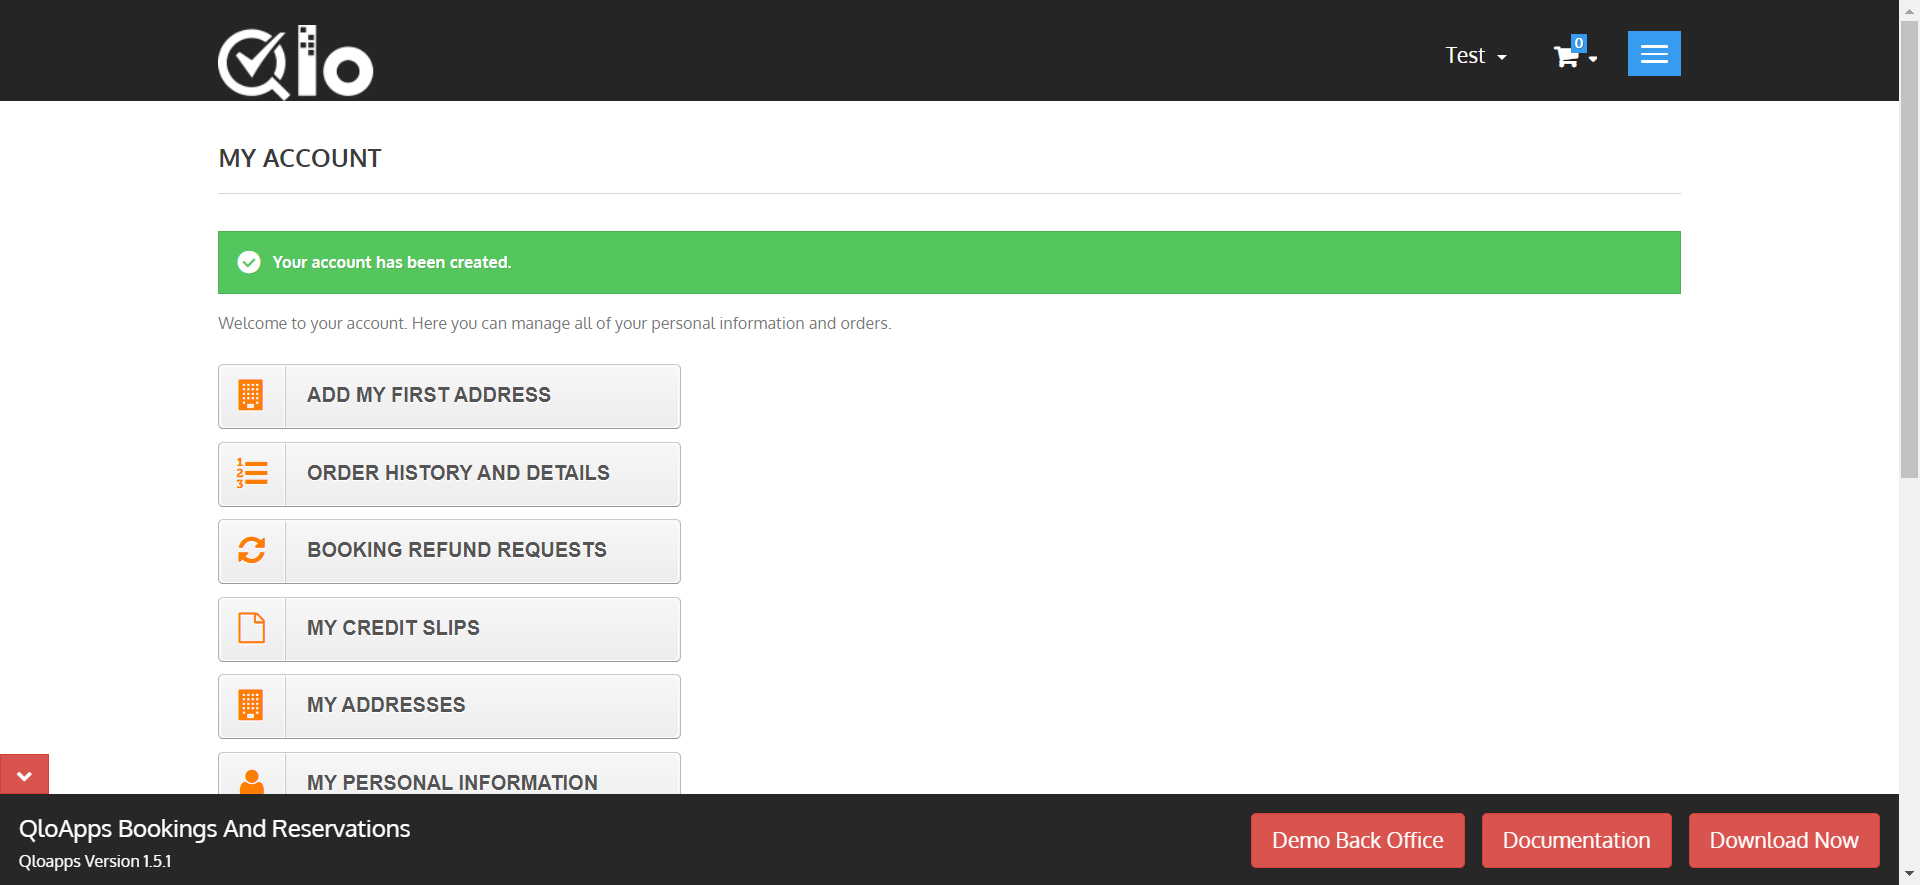 Qlo
Test
0
MY ACCOUNT
Your account has been created.
Welcome to your account. Here you can manage all of your personal information and orders.
ADD MY FIRST ADDRESS
1
2
3
ORDER HISTORY AND DETAILS
BOOKING REFUND REQUESTS
MY CREDIT SLIPS
MY ADDRESSES
MY PERSONAL INFORMATION
QloApps Bookings And Reservations
Qloapps Version 1.5.1
Demo Back Office
Documentation
Download Now